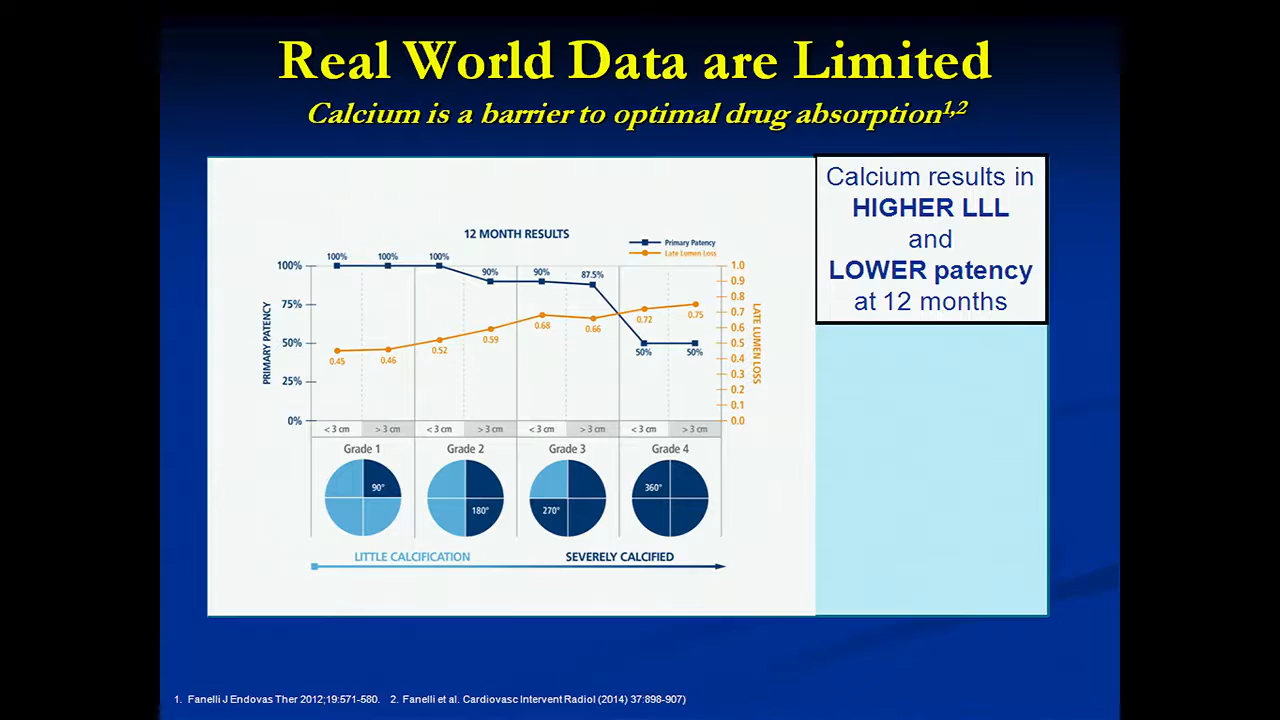 Real World Data are Limited
Calcium is a barrier to optimal drug absorption1,2
Calcium results in
HIGHER LLL
and
LOWER patency
at 12 months
12 MONTH RESULTS
Primary Patency
Late Lumen Loss
100% 100% 100% 90% 90% 87.5% 50% 50%
0.45 0.46 0.52 0.59 0.68 0.66 0.72 0.75
PRIMARY PATENCY
100%
75%
50%
25%
0%
LATE LUMEN LOSS
1.0
0.9
0.8
0.7
0.6
0.5
0.4
0.3
0.2
0.1
0.0
< 3 cm > 3 cm < 3 cm > 3 cm < 3 cm > 3 cm < 3 cm > 3 cm
Grade 1 Grade 2 Grade 3 Grade 4
90° 180° 270° 360°
LITTLE CALCIFICATION SEVERELY CALCIFIED
1. Fanelli J Endovas Ther 2012;19:571-580. 2. Fanelli et al. Cardiovasc Intervent Radiol (2014) 37:898-907)